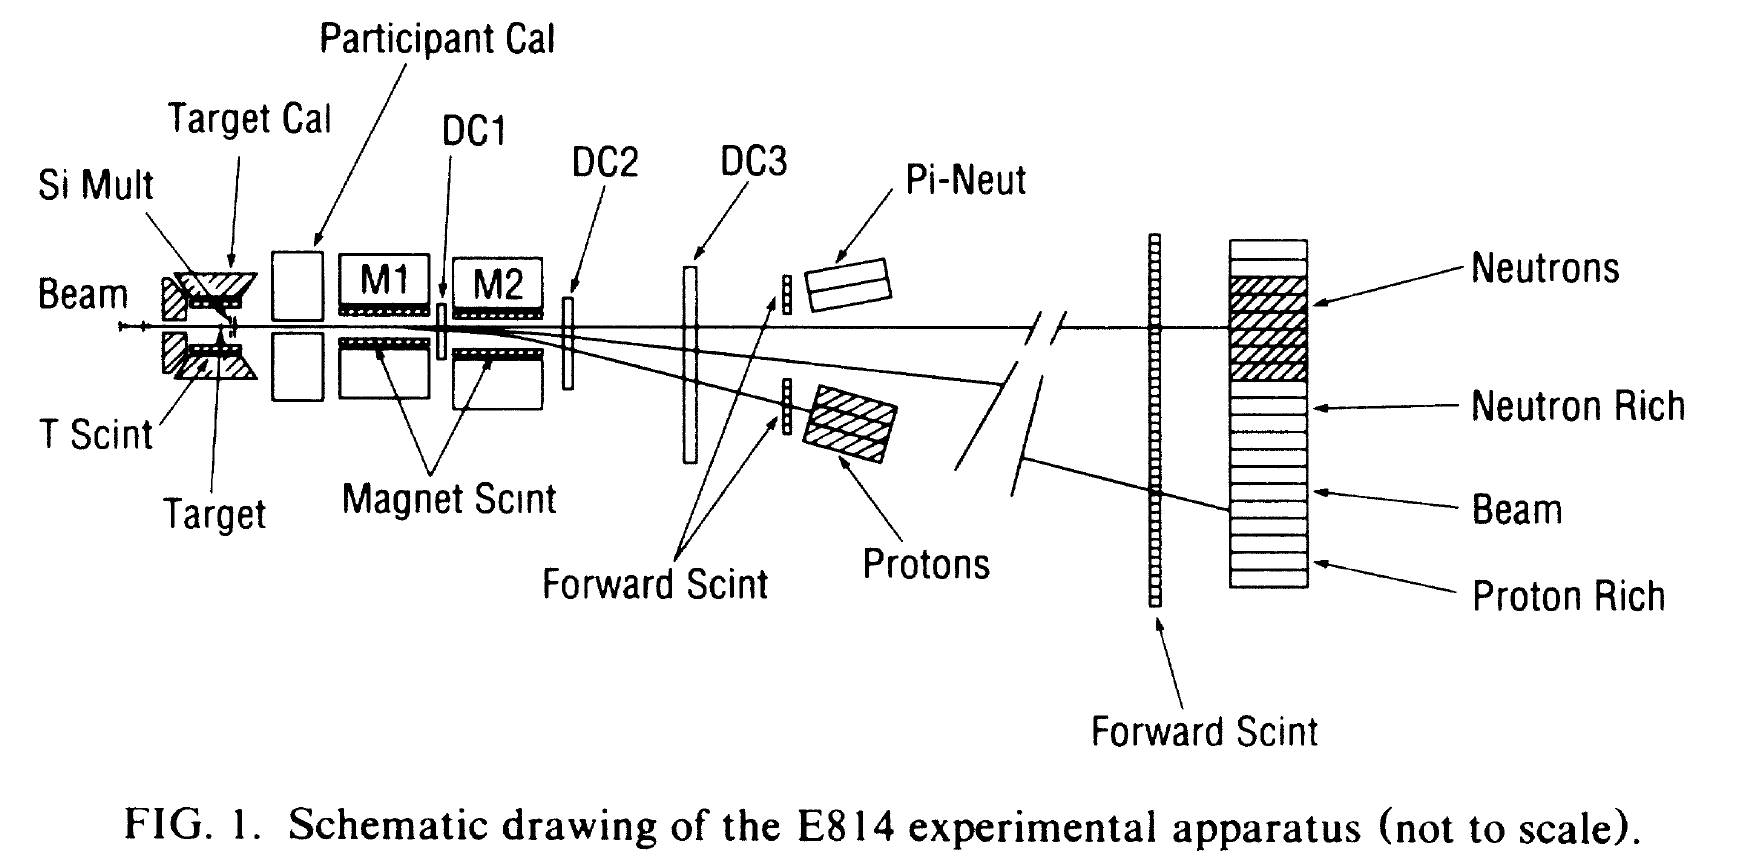 Participant Cal
Target Cal
DC1
DC2
DC3
Pi-Neut
Si Mult
Beam
M1
M2
Neutrons
Neutron Rich
Beam
Proton Rich
T Scint
Target
Magnet Scint
Forward Scint
Protons
Forward Scint
FIG. 1. Schematic drawing of the E814 experimental apparatus (not to scale).